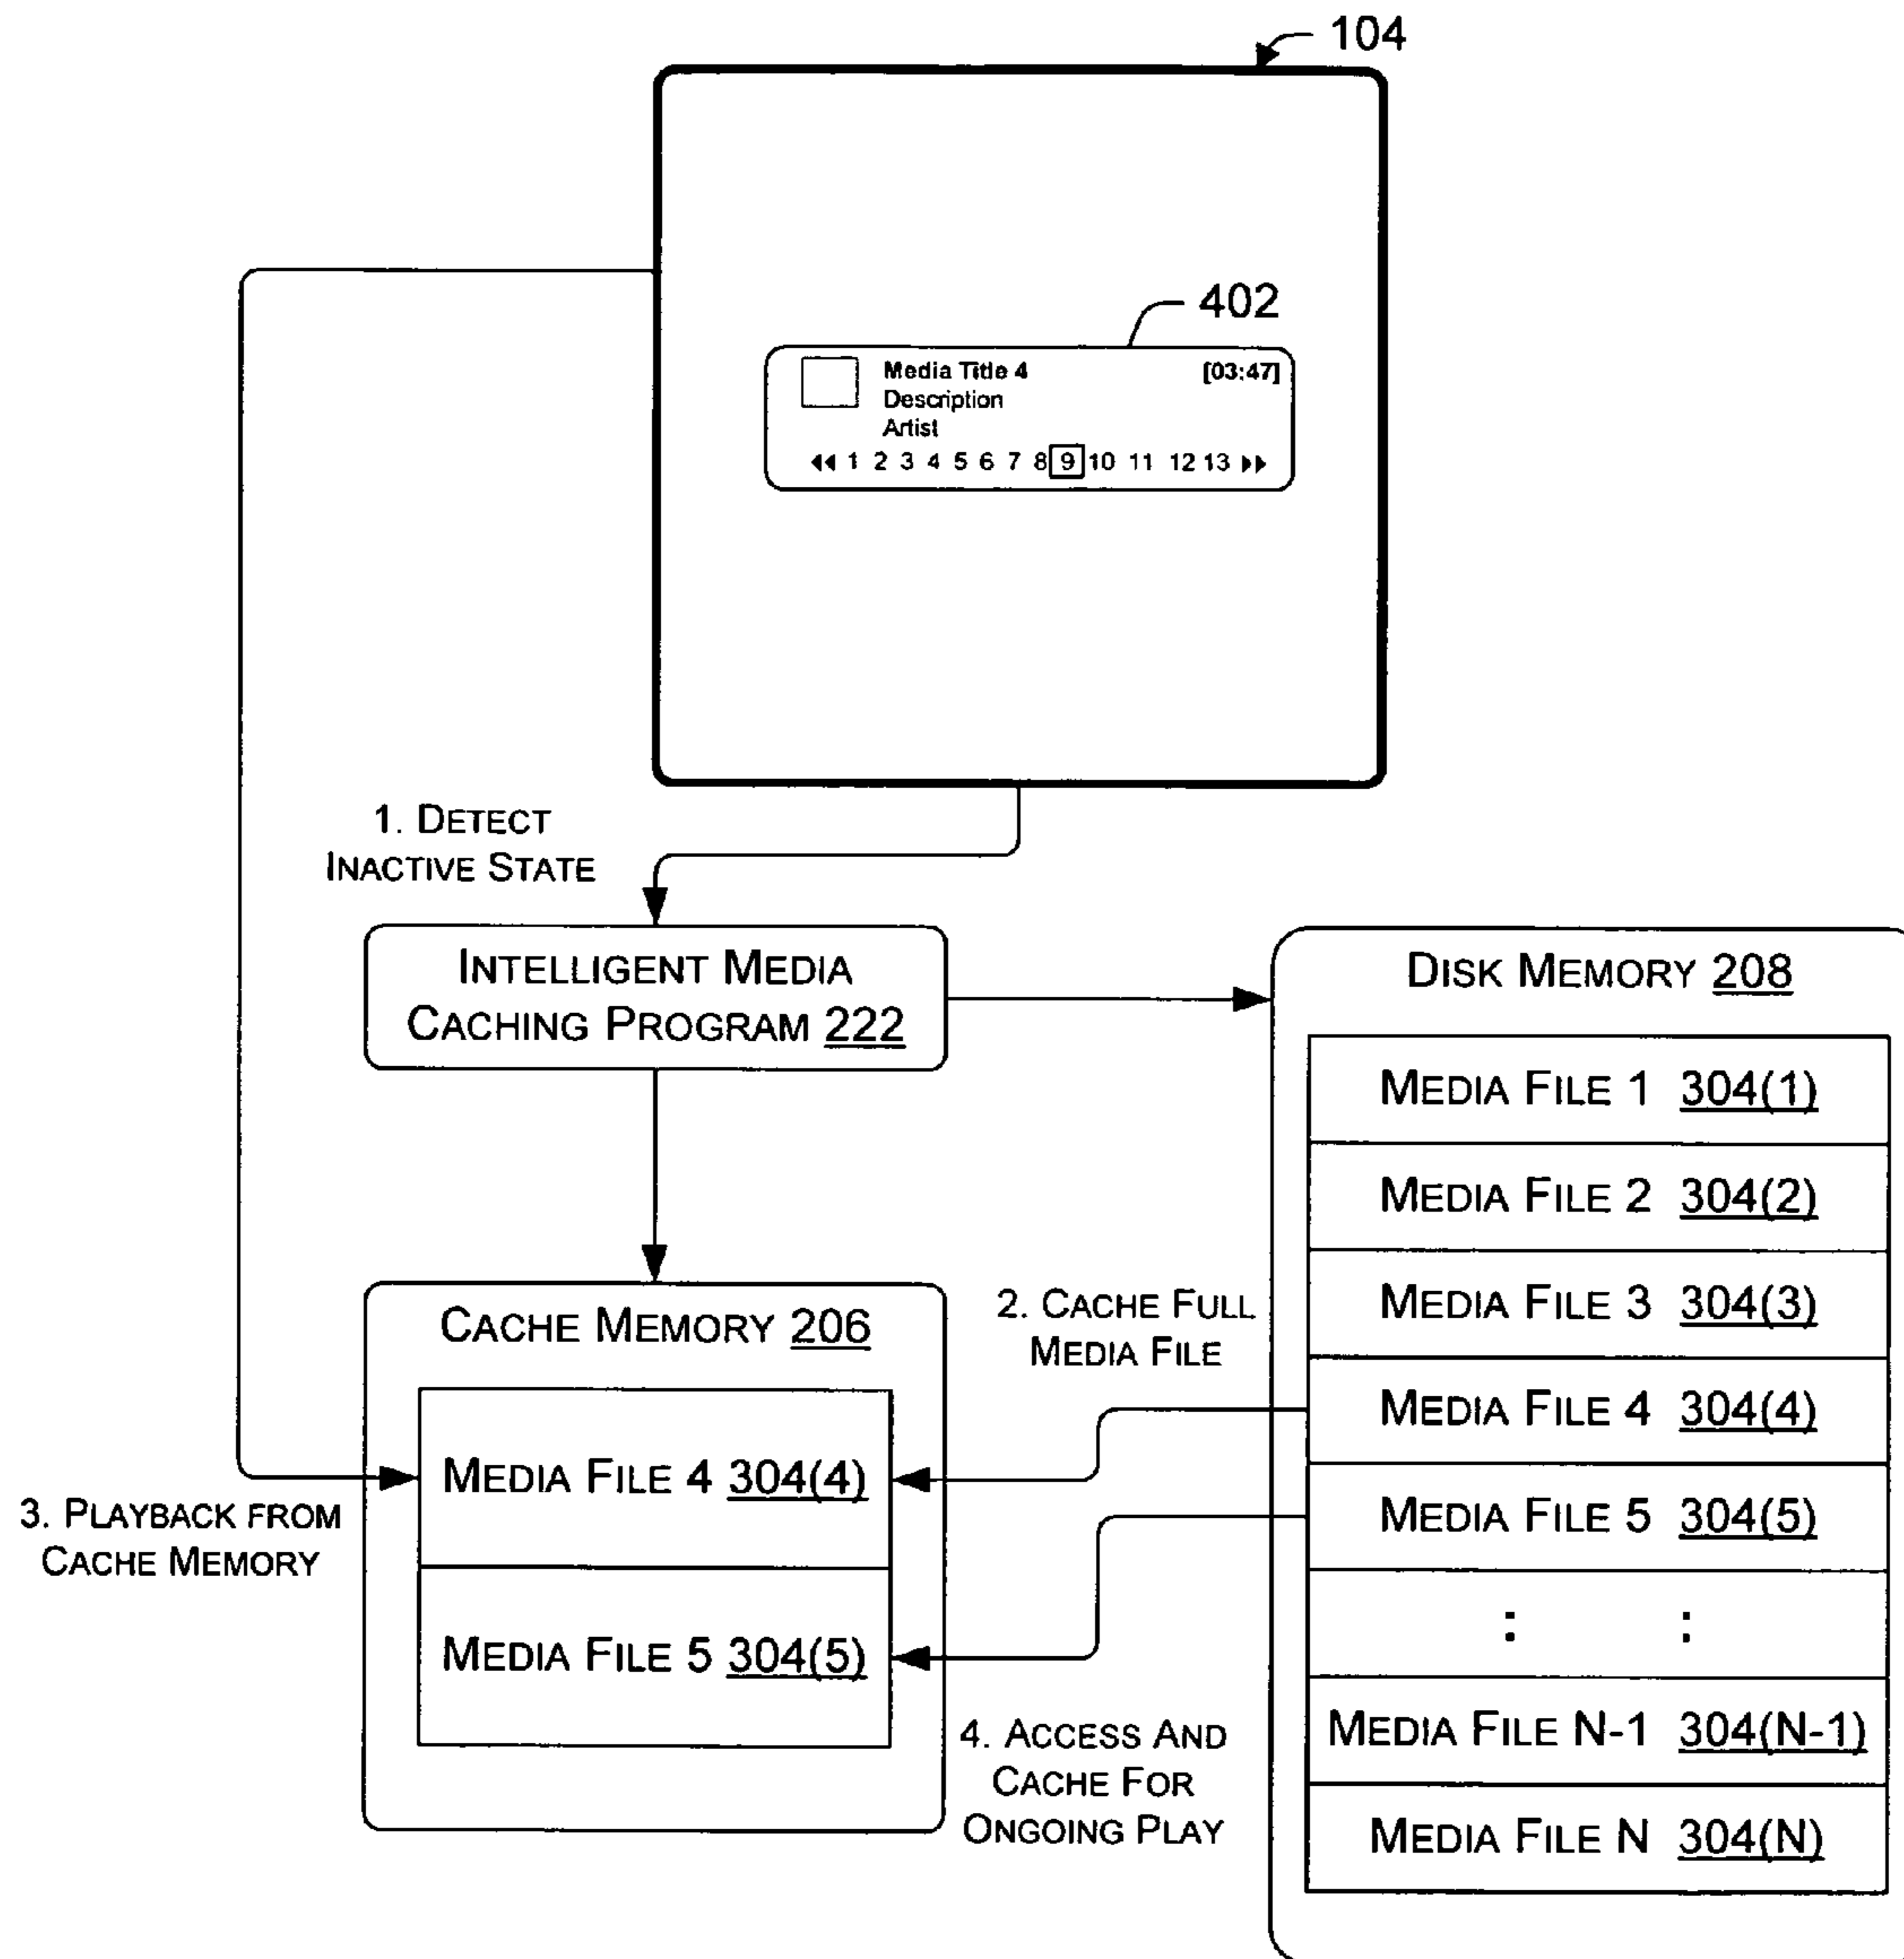 104
402
Media Title 4 [03:47]
Description
Artist
1 2 3 4 5 6 7 8 9 10 11 12 13
1. DETECT
INACTIVE STATE
INTELLIGENT MEDIA
CACHING PROGRAM 222
DISK MEMORY 208
MEDIA FILE 1 304(1)
MEDIA FILE 2 304(2)
MEDIA FILE 3 304(3)
MEDIA FILE 4 304(4)
MEDIA FILE 5 304(5)
: :
MEDIA FILE N-1 304(N-1)
MEDIA FILE N 304(N)
2. CACHE FULL
MEDIA FILE
CACHE MEMORY 206
MEDIA FILE 4 304(4)
MEDIA FILE 5 304(5)
3. PLAYBACK FROM
CACHE MEMORY
4. ACCESS AND
CACHE FOR
ONGOING PLAY